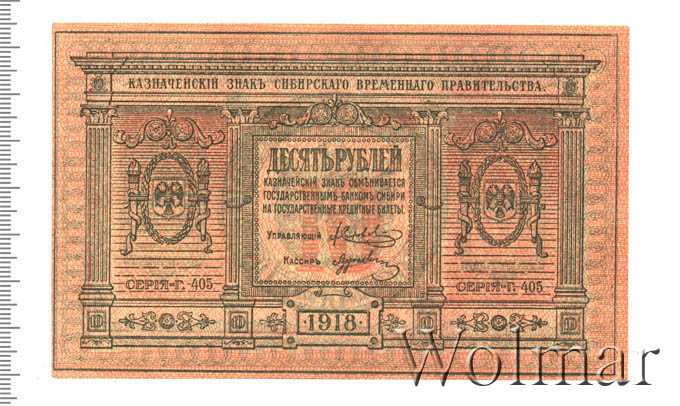 КАЗНАЧЕЙСКІЙ ЗНАКЪ СИБИРСКАГО ВРЕМЕННАГО ПРАВИТЕЛЬСТВА.
ДЕСЯТЬ РУБЛЕЙ
КАЗНАЧЕЙСКІЙ ЗНАКЪ ОБМѢНИВАЕТСЯ
ГОСУДАРСТВЕННЫМЪ БАНКОМЪ СИБИРИ
НА ГОСУДАРСТВЕННЫЕ КРЕДИТНЫЕ БИЛЕТЫ.
УПРАВЛЯЮЩІЙ
КАССИРЪ
СЕРІЯ-Г. 405
СЕРІЯ-Г. 405
1918
Wolmar